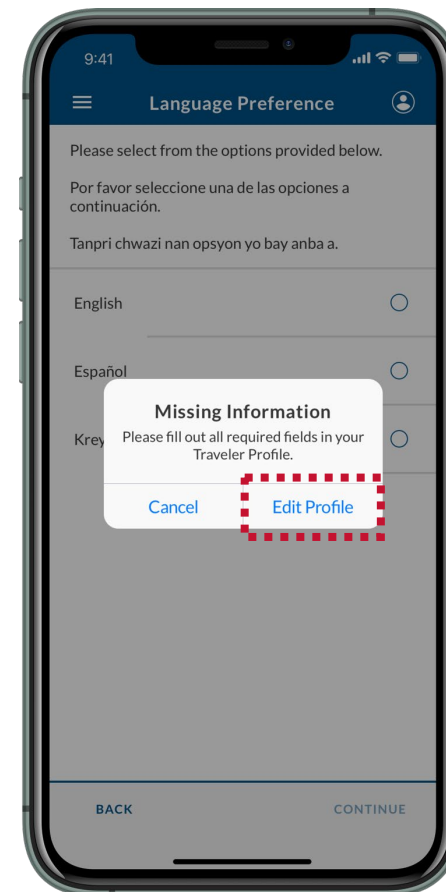 9:41
Language Preference
Please select from the options provided below.
Por favor seleccione una de las opciones a
continuación.
Tanpri chwazi nan opsyon yo bay anba a.
English
Español
Missing Information
Krey
Please fill out all required fields in your
Traveler Profile.
Cancel Edit Profile
BACK CONTINUE